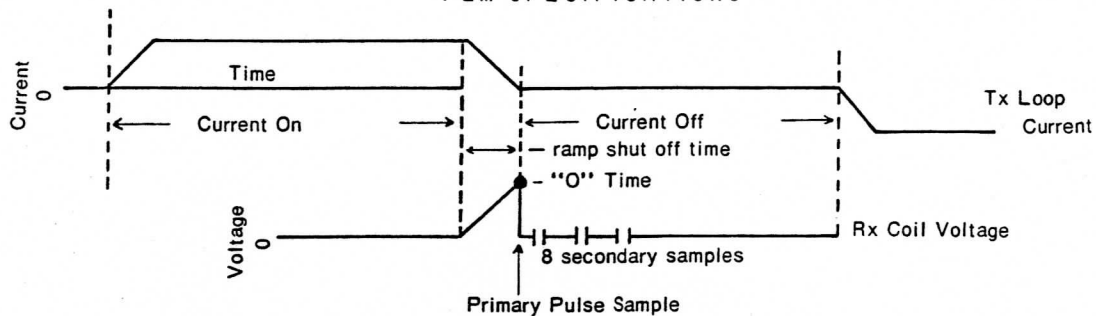 Current
0
Time
Current On
Current Off
Tx Loop
Current
ramp shut off time
"O" Time
Voltage
0
Rx Coil Voltage
8 secondary samples
Primary Pulse Sample